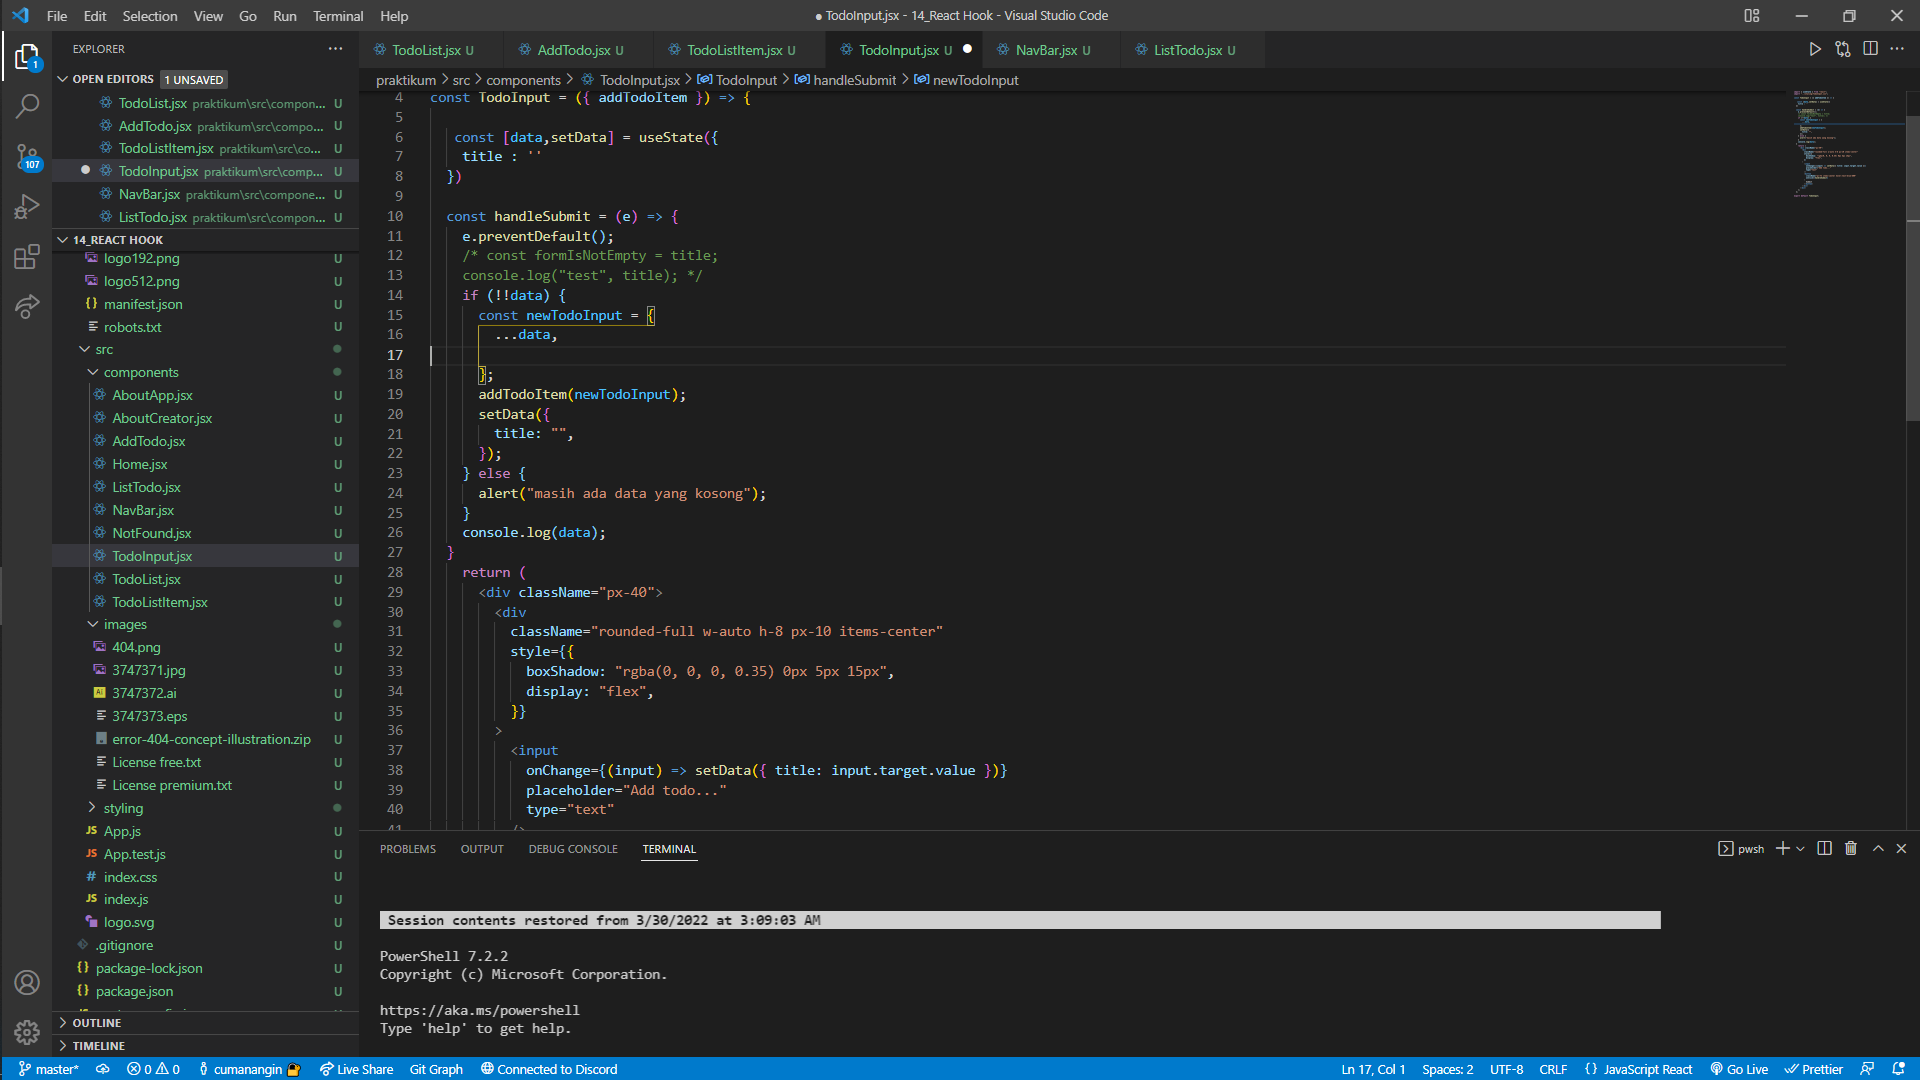 File Edit Selection View Go Run Terminal Help
● TodoInput.jsx - 14_React Hook - Visual Studio Code
EXPLORER
OPEN EDITORS 1 UNSAVED
TodoList.jsx praktikum\src\compon... U
AddTodo.jsx praktikum\src\compo... U
TodoListItem.jsx praktikum\src\co... U
TodoInput.jsx praktikum\src\comp... U
NavBar.jsx praktikum\src\compone... U
ListTodo.jsx praktikum\src\compon... U
14_REACT HOOK
logo192.png U
logo512.png U
manifest.json U
robots.txt U
src
components
AboutApp.jsx U
AboutCreator.jsx U
AddTodo.jsx U
Home.jsx U
ListTodo.jsx U
NavBar.jsx U
NotFound.jsx U
TodoInput.jsx U
TodoList.jsx U
TodoListItem.jsx U
images
404.png U
3747371.jpg U
3747372.ai U
3747373.eps U
error-404-concept-illustration.zip U
License free.txt U
License premium.txt U
styling
App.js U
App.test.js U
index.css U
index.js U
logo.svg U
.gitignore U
package-lock.json U
package.json U
OUTLINE
TIMELINE
1
107
TodoList.jsx U AddTodo.jsx U TodoListItem.jsx U TodoInput.jsx U NavBar.jsx U ListTodo.jsx U
praktikum > src > components > TodoInput.jsx > TodoInput > handleSubmit > newTodoInput
4 const TodoInput = ({ addTodoItem }) => {
5
6 const [data,setData] = useState({
7 title : ''
8 })
9
10 const handleSubmit = (e) => {
11 e.preventDefault();
12 /* const formIsNotEmpty = title;
13 console.log("test", title); */
14 if (!!data) {
15 const newTodoInput = {
16 ...data,
17
18 };
19 addTodoItem(newTodoInput);
20 setData({
21 title: "",
22 });
23 } else {
24 alert("masih ada data yang kosong");
25 }
26 console.log(data);
27 }
28 return (
29 <div className="px-40">
30 <div
31 className="rounded-full w-auto h-8 px-10 items-center"
32 style={{
33 boxShadow: "rgba(0, 0, 0, 0.35) 0px 5px 15px",
34 display: "flex",
35 }}
36 >
37 <input
38 onChange={(input) => setData({ title: input.target.value })}
39 placeholder="Add todo..."
40 type="text"
41 />
PROBLEMS OUTPUT DEBUG CONSOLE TERMINAL pwsh
Session contents restored from 3/30/2022 at 3:09:03 AM
PowerShell 7.2.2
Copyright (c) Microsoft Corporation.
https://aka.ms/powershell
Type 'help' to get help.
master* 0 0 cumanangin Live Share Git Graph Connected to Discord Ln 17, Col 1 Spaces: 2 UTF-8 CRLF {} JavaScript React Go Live Prettier